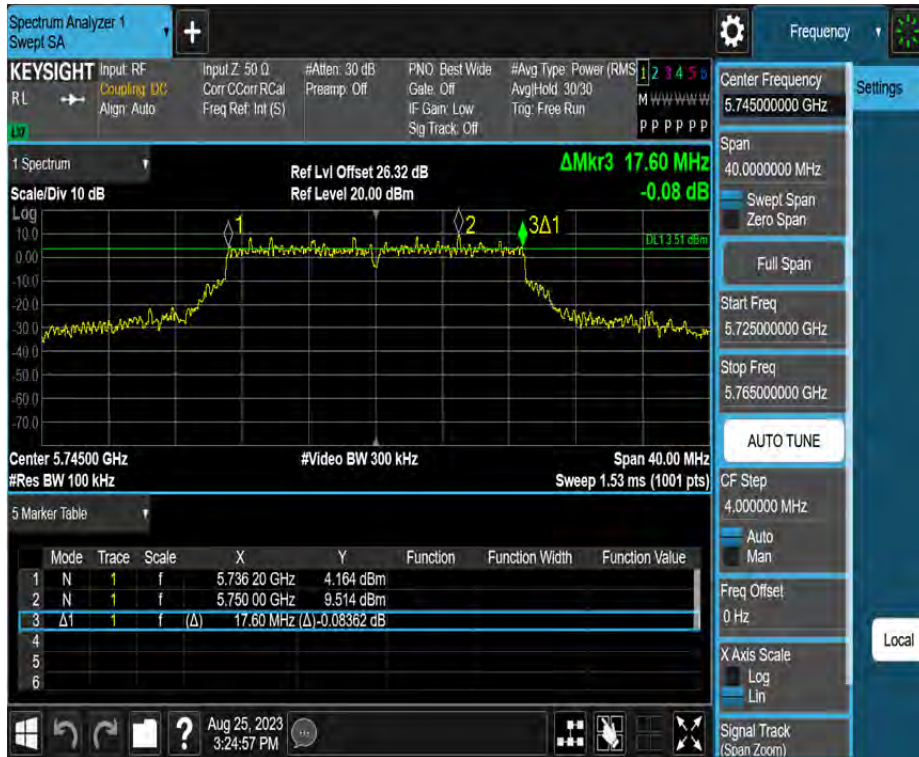 Spectrum Analyzer 1
Swept SA
+
Frequency
KEYSIGHT
RL
LXI
Input: RF
Coupling: DC
Align: Auto
Input Z: 50 Ω
Corr CCorr RCal
Freq Ref: Int (S)
#Atten: 30 dB
Preamp: Off
PNO: Best Wide
Gate: Off
IF Gain: Low
Sig Track: Off
#Avg Type: Power (RMS
Avg|Hold: 30/30
Trig: Free Run
1 2 3 4 5 6
M W W W W W
P P P P P P
Center Frequency
5.745000000 GHz
Settings
1 Spectrum
Scale/Div 10 dB
Ref Lvl Offset 26.32 dB
Ref Level 20.00 dBm
ΔMkr3 17.60 MHz
-0.08 dB
Span
40.0000000 MHz
Swept Span
Zero Span
Log
10.0
0.00
-10.0
-20.0
-30.0
-40.0
-50.0
-60.0
-70.0
1
2
3Δ1
DL1 3.51 dBm
Full Span
Start Freq
5.725000000 GHz
Stop Freq
5.765000000 GHz
AUTO TUNE
Center 5.74500 GHz
#Video BW 300 kHz
Span 40.00 MHz
#Res BW 100 kHz
Sweep 1.53 ms (1001 pts)
CF Step
4.000000 MHz
Auto
Man
5 Marker Table
Mode Trace Scale X Y Function Function Width Function Value
1 N 1 f 5.736 20 GHz 4.164 dBm
2 N 1 f 5.750 00 GHz 9.514 dBm
3 Δ1 1 f (Δ) 17.60 MHz (Δ)-0.08362 dB
4
5
6
Freq Offset
0 Hz
X Axis Scale
Log
Lin
Local
Signal Track
(Span Zoom)
?
Aug 25, 2023
3:24:57 PM